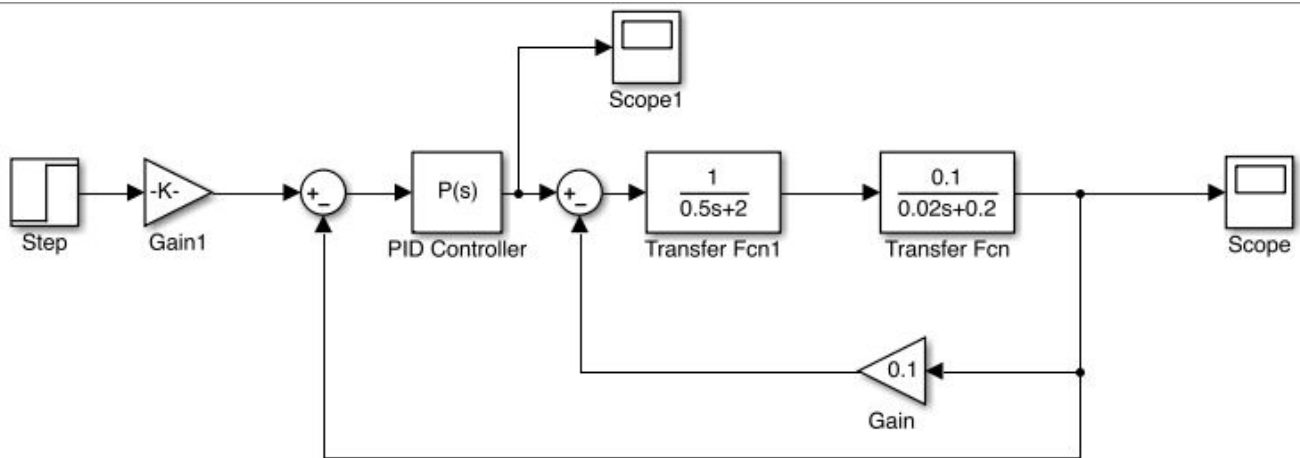 Scope1
Step
-K-
Gain1
+
−
P(s)
PID Controller
+
−
1
0.5s+2
Transfer Fcn1
0.1
0.02s+0.2
Transfer Fcn
Scope
0.1
Gain